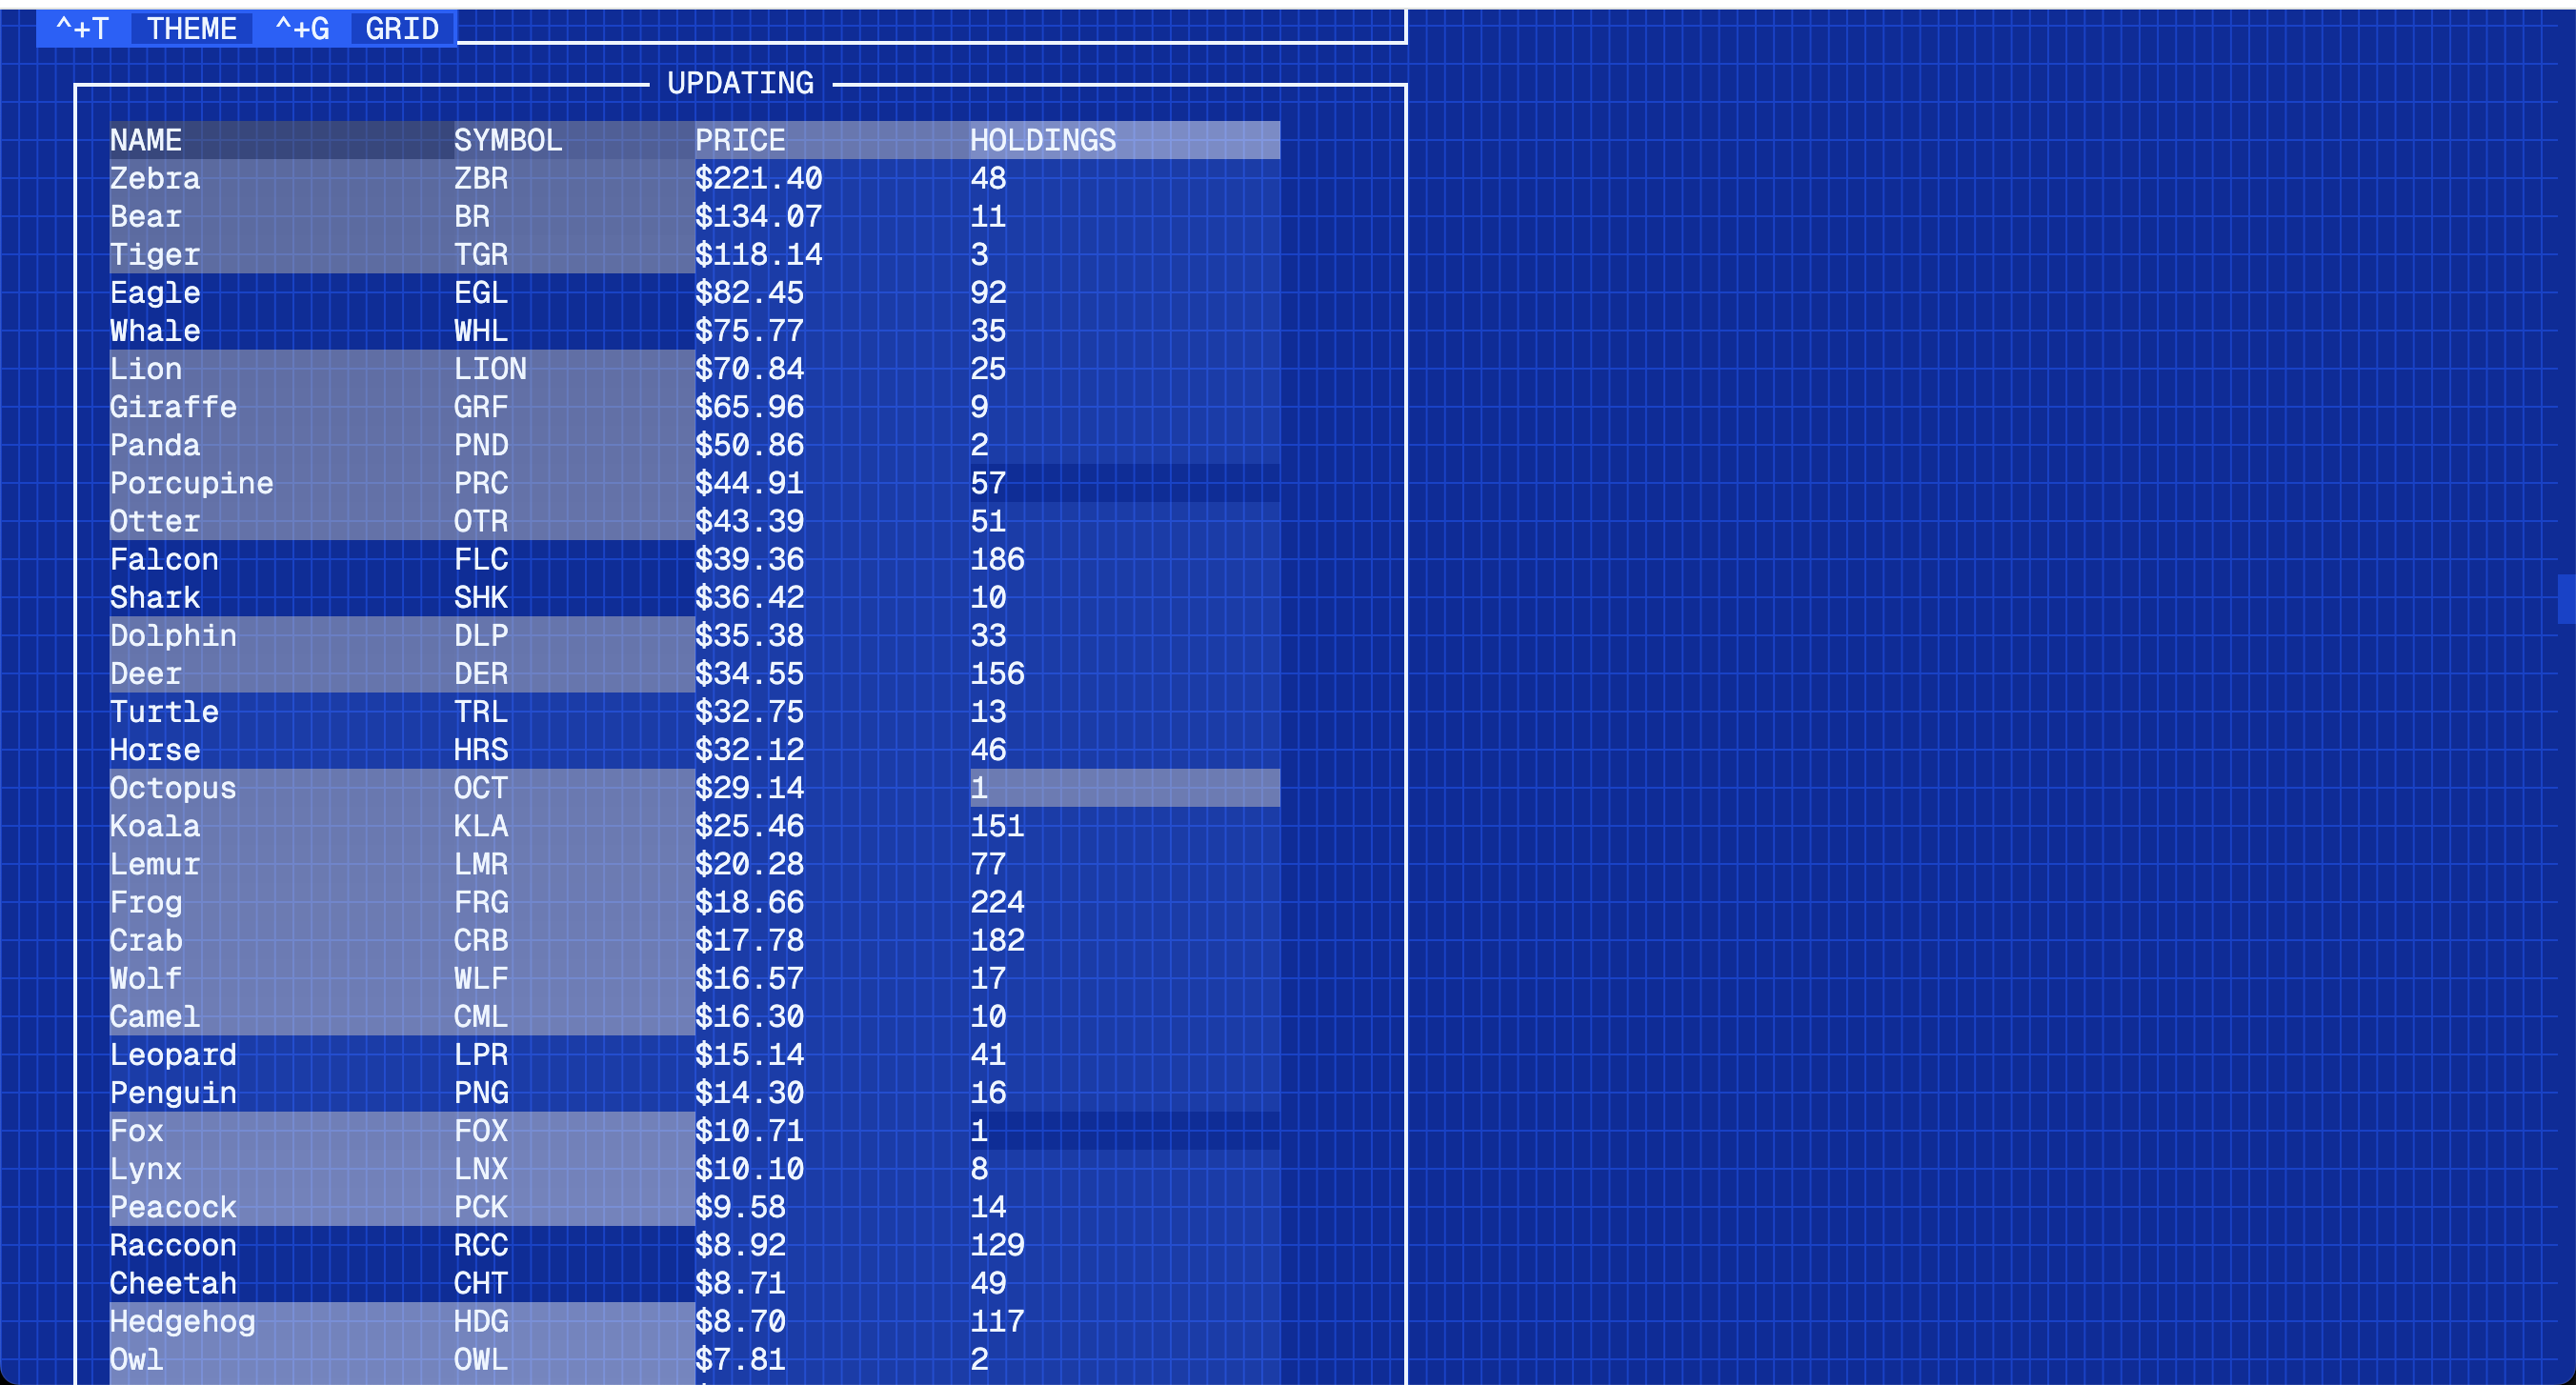 ^+T THEME ^+G GRID
UPDATING
NAME SYMBOL PRICE HOLDINGS
Zebra ZBR $221.40 48
Bear BR $134.07 11
Tiger TGR $118.14 3
Eagle EGL $82.45 92
Whale WHL $75.77 35
Lion LION $70.84 25
Giraffe GRF $65.96 9
Panda PND $50.86 2
Porcupine PRC $44.91 57
Otter OTR $43.39 51
Falcon FLC $39.36 186
Shark SHK $36.42 10
Dolphin DLP $35.38 33
Deer DER $34.55 156
Turtle TRL $32.75 13
Horse HRS $32.12 46
Octopus OCT $29.14 1
Koala KLA $25.46 151
Lemur LMR $20.28 77
Frog FRG $18.66 224
Crab CRB $17.78 182
Wolf WLF $16.57 17
Camel CML $16.30 10
Leopard LPR $15.14 41
Penguin PNG $14.30 16
Fox FOX $10.71 1
Lynx LNX $10.10 8
Peacock PCK $9.58 14
Raccoon RCC $8.92 129
Cheetah CHT $8.71 49
Hedgehog HDG $8.70 117
Owl OWL $7.81 2